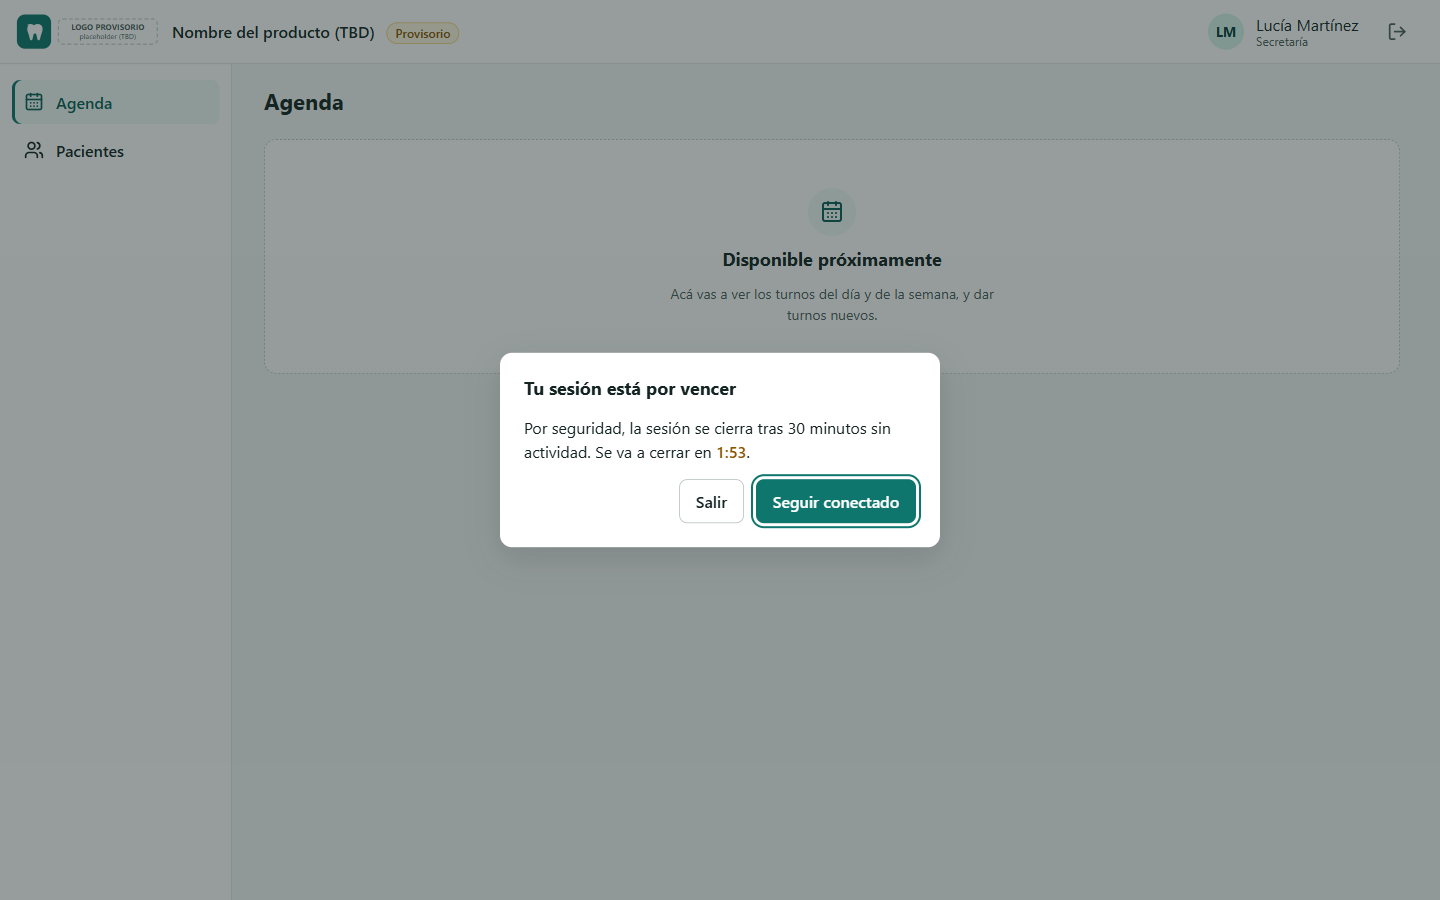 LOGO PROVISORIO
placeholder (TBD)
Nombre del producto (TBD)
Provisorio
LM
Lucía Martínez
Secretaría
Agenda
Pacientes
Agenda
Disponible próximamente
Acá vas a ver los turnos del día y de la semana, y dar
turnos nuevos.
Tu sesión está por vencer
Por seguridad, la sesión se cierra tras 30 minutos sin
actividad. Se va a cerrar en 1:53.
Salir
Seguir conectado